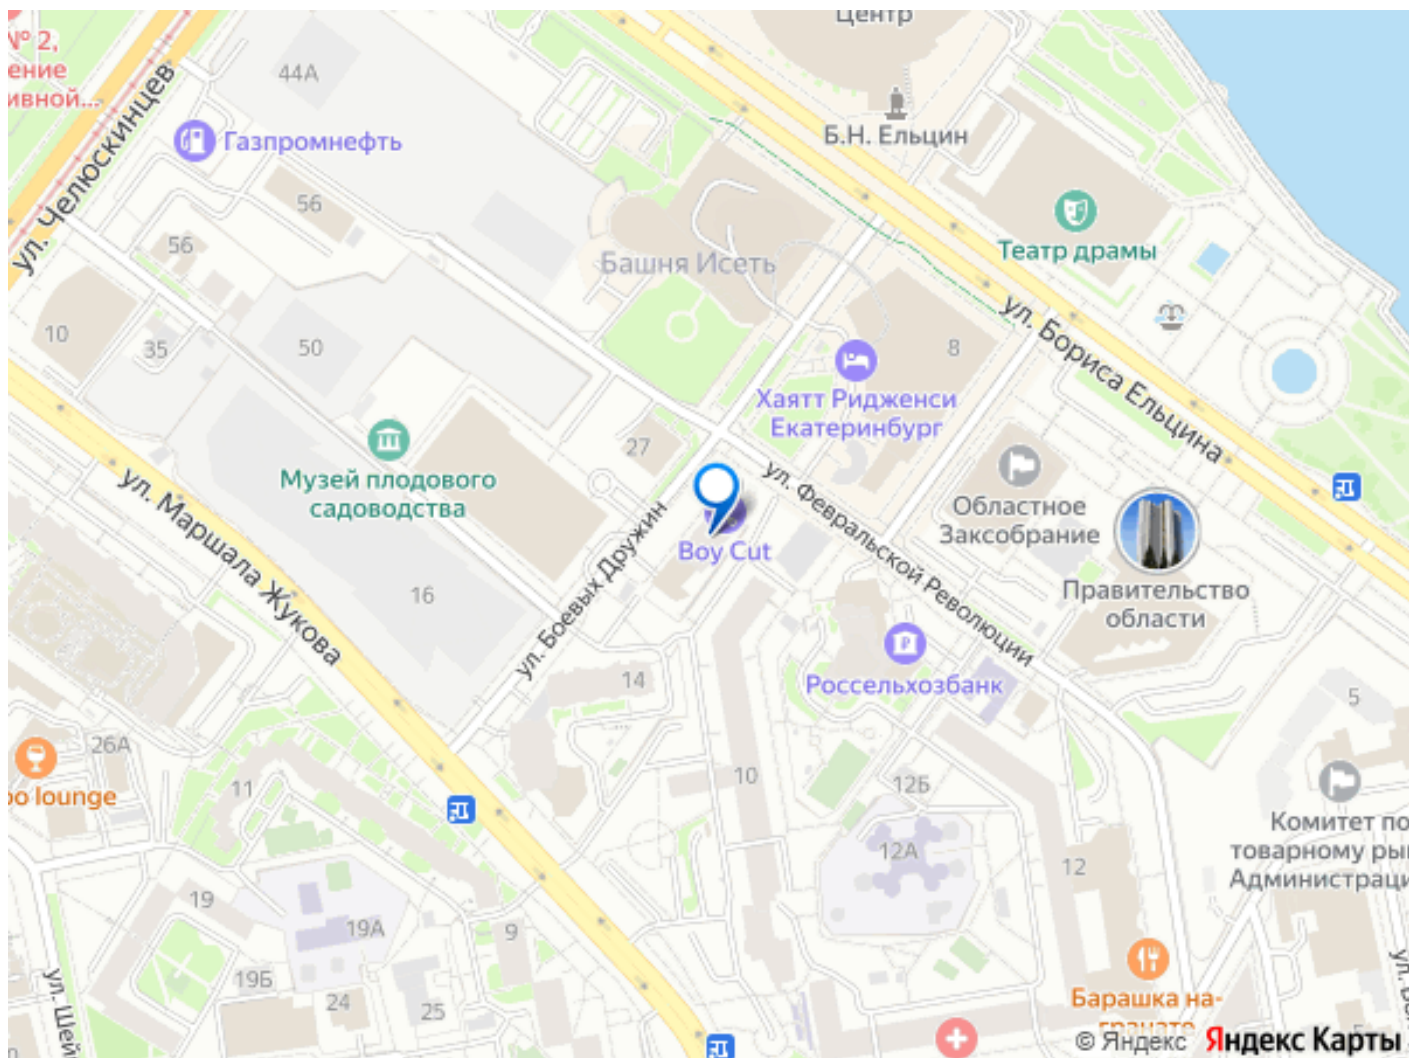 Центр
№ 2,
ение
ивной...
44А
Газпромнефть
Б.Н. Ельцин
ул. Челюскинцев
56
56
Башня Исеть
Театр драмы
ул. Бориса Ельцина
10
35
50
8
Хаятт Ридженси
Екатеринбург
27
Музей плодового
садоводства
ул. Февральской Революции
Областное
Заксобрание
ул. Маршала Жукова
ул. Боевых Дружин
Boy Cut
Правительство
области
16
Россельхозбанк
14
5
26А
oo lounge
11
10
12Б
12А
12
Комитет по
товарному ры
Администраци
19
19А
9
19Б
24
25
ул. Шей
Барашка на-
гранате
5
© Яндекс Яндекс Карты